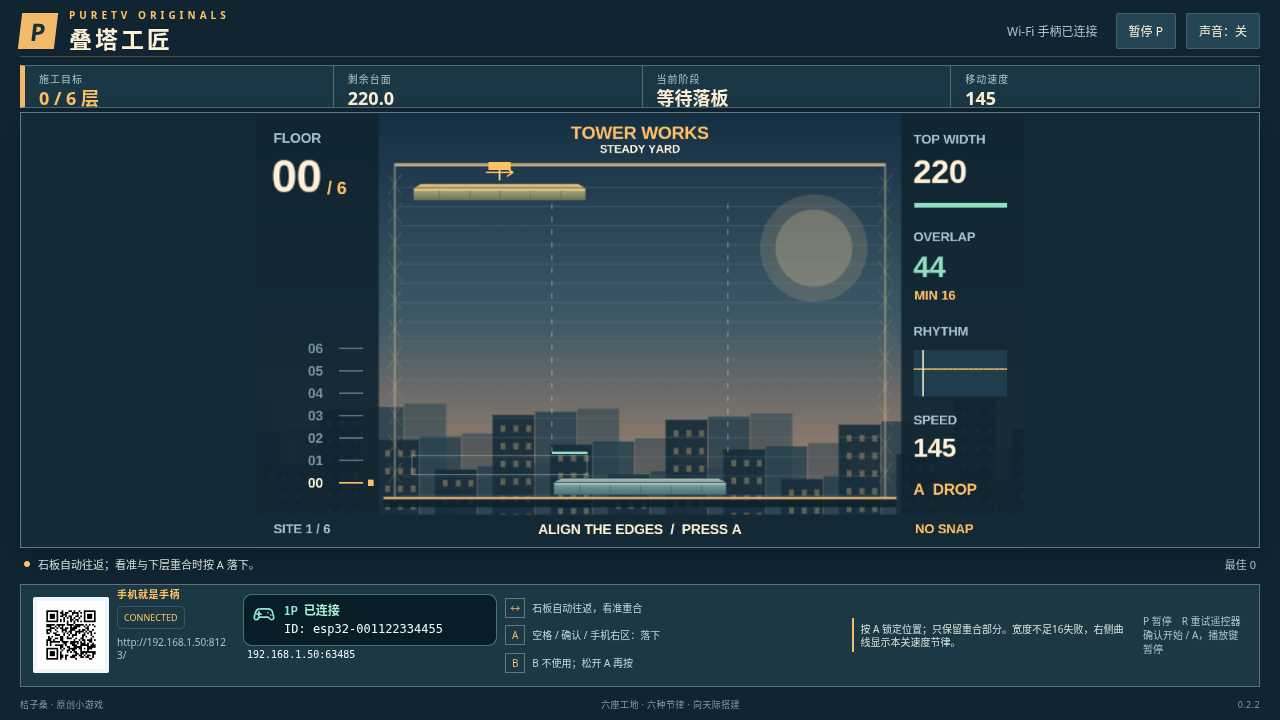 P
PURETV ORIGINALS
叠塔工匠
Wi-Fi 手柄已连接
暂停 P
声音：关
施工目标
0 / 6 层
剩余台面
220.0
当前阶段
等待落板
移动速度
145
FLOOR
00 / 6
TOWER WORKS
STEADY YARD
TOP WIDTH
220
OVERLAP
44
MIN 16
RHYTHM
SPEED
145
A DROP
06
05
04
03
02
01
00
SITE 1 / 6
ALIGN THE EDGES / PRESS A
NO SNAP
石板自动往返；看准与下层重合时按 A 落下。
最佳 0
手机就是手柄
CONNECTED
http://192.168.1.50:812
3/
1P 已连接
ID: esp32-001122334455
192.168.1.50:63485
↔ 石板自动往返，看准重合
A 空格 / 确认 / 手机右区：落下
B B 不使用；松开 A 再按
按 A 锁定位置；只保留重合部分。宽度不足16失败，右侧曲
线显示本关速度节律。
P 暂停 R 重试遥控器
确认开始 / A，播放键
暂停
桔子桑 · 原创小游戏
六座工地 · 六种节律 · 向天际搭建
0.2.2